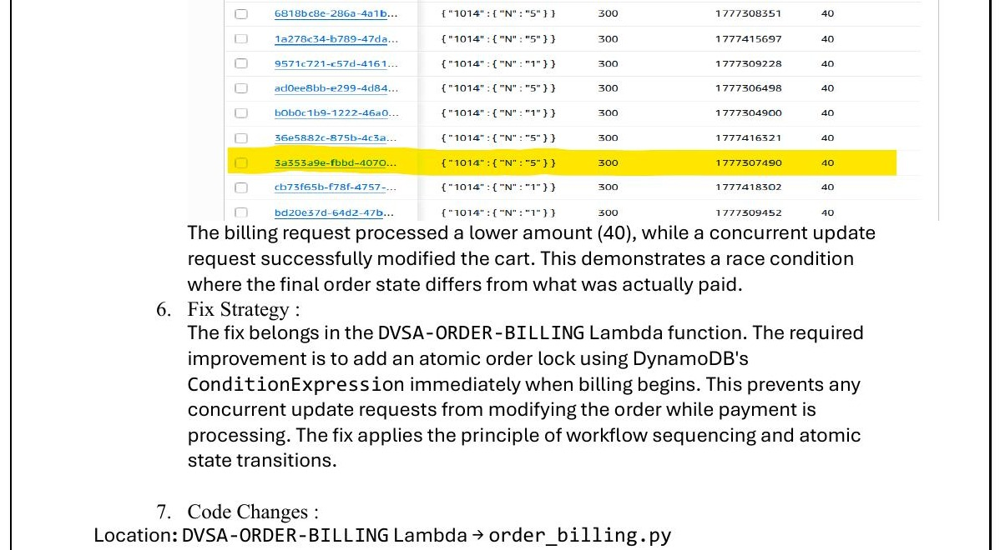 6818bc8e-286a-4a1b... {"1014":{"N":"5"}} 300 1777308351 40
1a278c34-b789-47da... {"1014":{"N":"5"}} 300 1777415697 40
9571c721-c57d-4161... {"1014":{"N":"1"}} 300 1777309228 40
ad0ee8bb-e299-4d84... {"1014":{"N":"5"}} 300 1777306498 40
b0b0c1b9-1222-46a0... {"1014":{"N":"1"}} 300 1777304900 40
36e5882c-875b-4c3a... {"1014":{"N":"5"}} 300 1777416321 40
3a353a9e-fbbd-4070... {"1014":{"N":"5"}} 300 1777307490 40
cb73f65b-f78f-4757-... {"1014":{"N":"1"}} 300 1777418302 40
bd20e37d-64d2-47b... {"1014":{"N":"1"}} 300 1777309452 40
The billing request processed a lower amount (40), while a concurrent update
request successfully modified the cart. This demonstrates a race condition
where the final order state differs from what was actually paid.
6. Fix Strategy :
The fix belongs in the DVSA-ORDER-BILLING Lambda function. The required
improvement is to add an atomic order lock using DynamoDB's
ConditionExpression immediately when billing begins. This prevents any
concurrent update requests from modifying the order while payment is
processing. The fix applies the principle of workflow sequencing and atomic
state transitions.
7. Code Changes :
Location: DVSA-ORDER-BILLING Lambda → order_billing.py